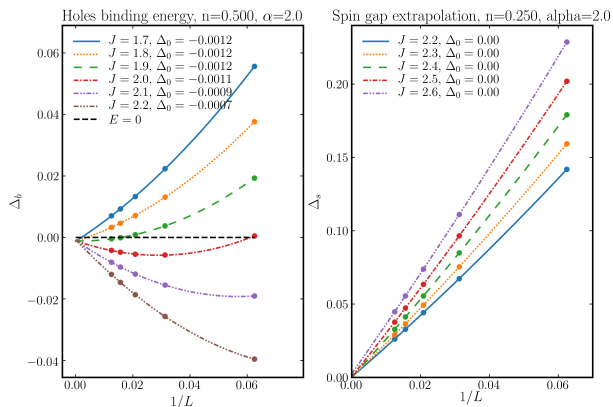 Holes binding energy, n=0.500, α=2.0
J = 1.7, Δ₀ = −0.0012
J = 1.8, Δ₀ = −0.0012
J = 1.9, Δ₀ = −0.0012
J = 2.0, Δ₀ = −0.0011
J = 2.1, Δ₀ = −0.0009
J = 2.2, Δ₀ = −0.0007
E = 0
0.06
0.04
0.02
0.00
−0.02
−0.04
Δ_b
0.00
0.02
0.04
0.06
1/L
Spin gap extrapolation, n=0.250, alpha=2.0
J = 2.2, Δ₀ = 0.00
J = 2.3, Δ₀ = 0.00
J = 2.4, Δ₀ = 0.00
J = 2.5, Δ₀ = 0.00
J = 2.6, Δ₀ = 0.00
0.20
0.15
0.10
0.05
0.00
Δ_s
0.00
0.02
0.04
0.06
1/L